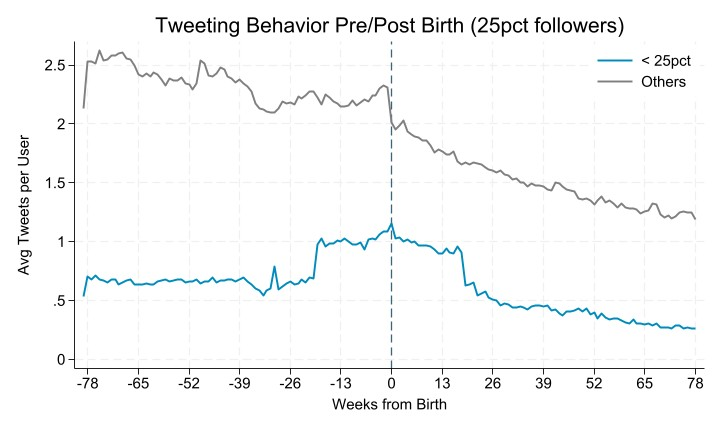 Tweeting Behavior Pre/Post Birth (25pct followers)
< 25pct
Others
Avg Tweets per User
2.5
2
1.5
1
.5
0
-78 -65 -52 -39 -26 -13 0 13 26 39 52 65 78
Weeks from Birth